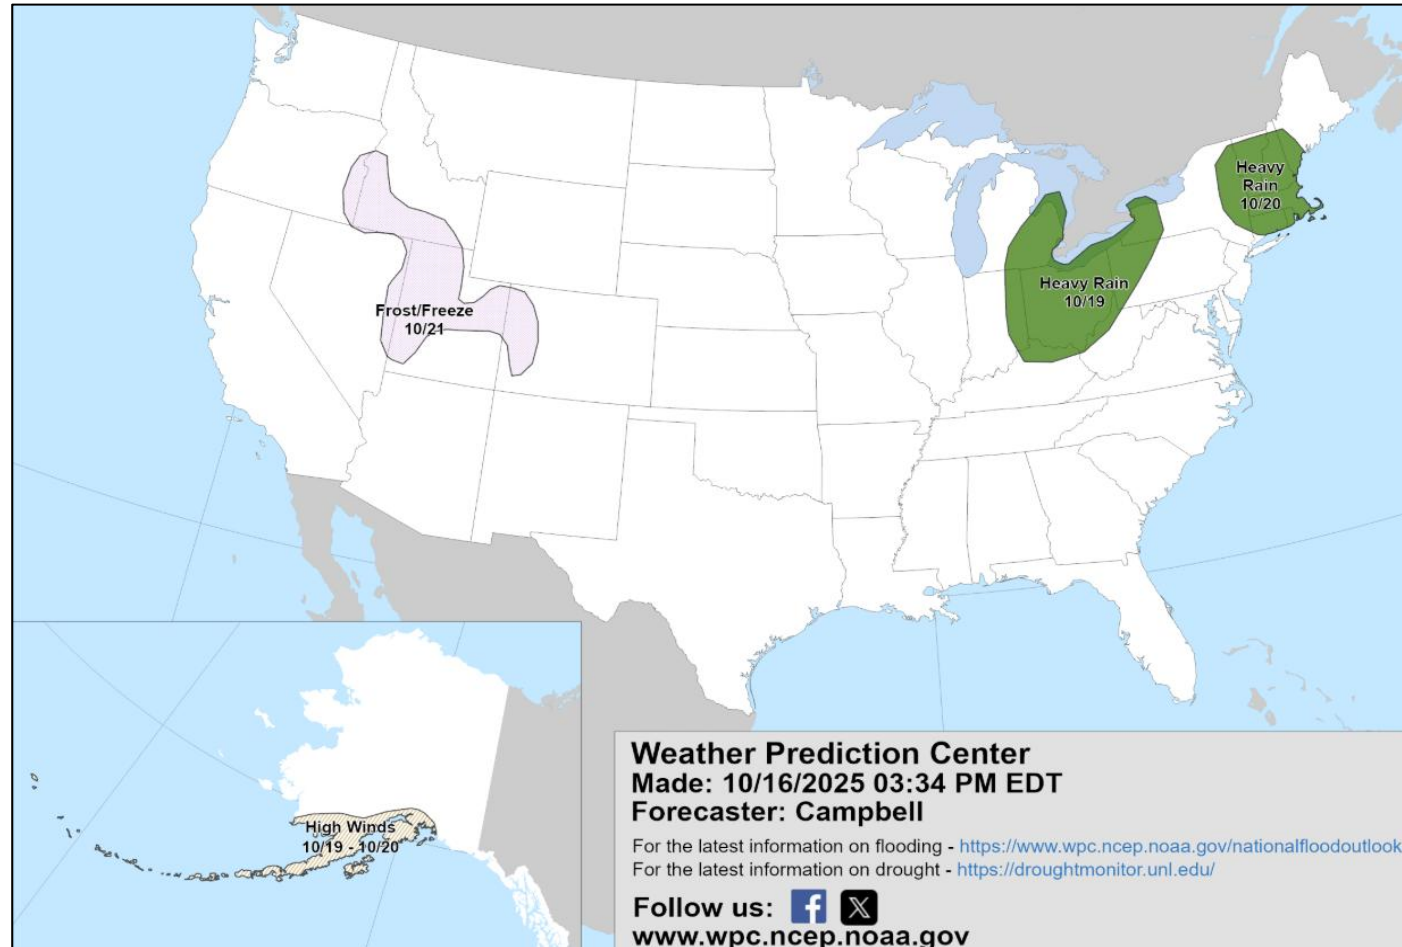 Heavy
Rain
10/20
Heavy Rain
10/19
Frost/Freeze
10/21
High Winds
10/19 - 10/20
Weather Prediction Center
Made: 10/16/2025 03:34 PM EDT
Forecaster: Campbell
For the latest information on flooding - https://www.wpc.ncep.noaa.gov/nationalfloodoutlook
For the latest information on drought - https://droughtmonitor.unl.edu/
Follow us:
www.wpc.ncep.noaa.gov